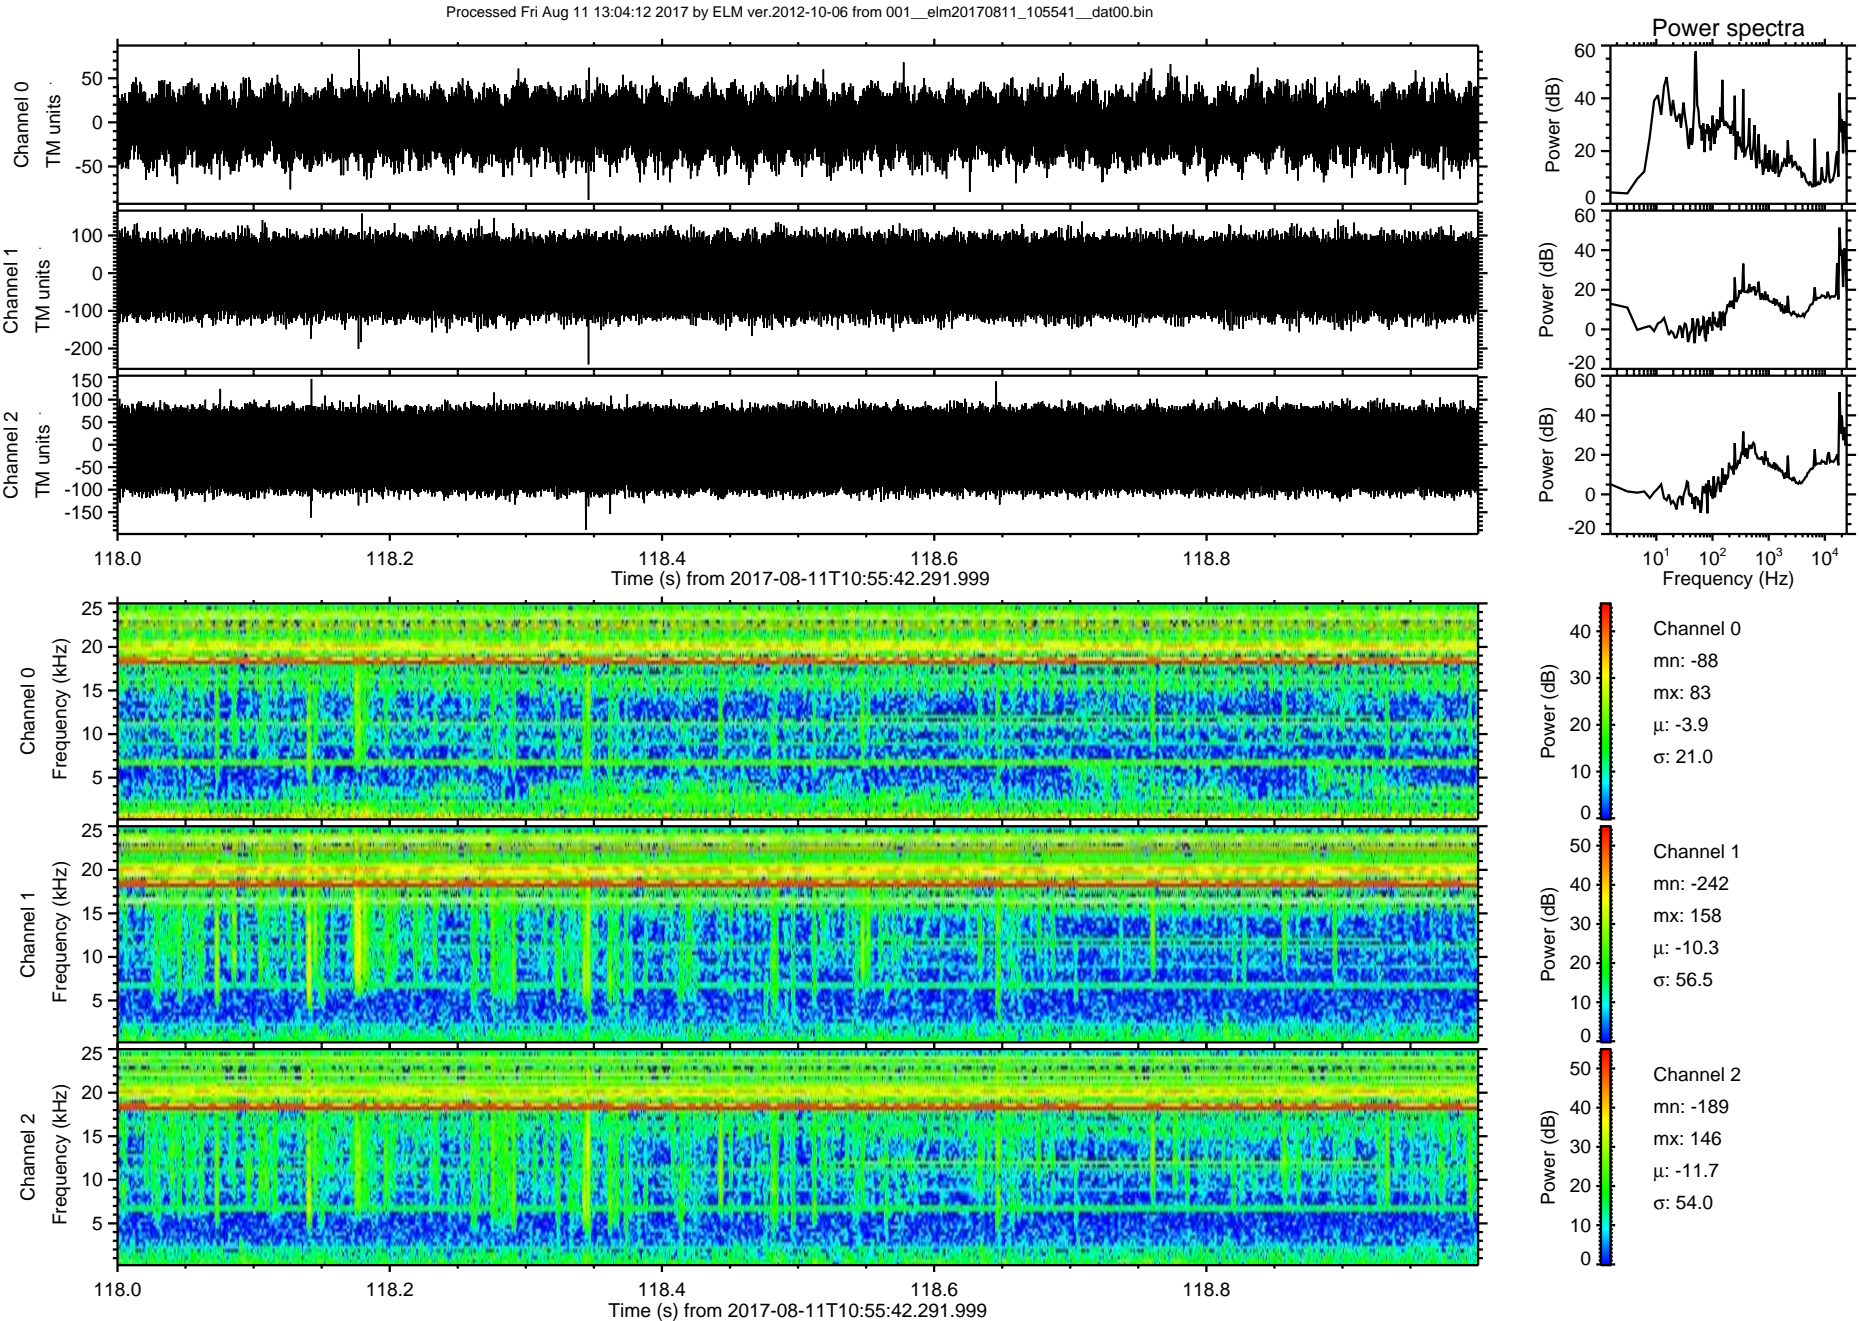 Processed Fri Aug 11 13:04:12 2017 by ELM ver.2012-10-06 from 001__elm20170811_105541__dat00.bin
Power spectra
Channel 0
TM units
50
0
-50
Power (dB)
60
40
20
0
Channel 1
TM units
100
0
-100
-200
Power (dB)
60
40
20
0
-20
Channel 2
TM units
150
100
50
0
-50
-100
-150
Power (dB)
60
40
20
0
-20
118.0 118.2 118.4 118.6 118.8
Time (s) from 2017-08-11T10:55:42.291.999
10^1 10^2 10^3 10^4
Frequency (Hz)
Channel 0
Frequency (kHz)
25
20
15
10
5
Power (dB)
40
30
20
10
0
Channel 0
mn: -88
mx: 83
μ: -3.9
σ: 21.0
Channel 1
Frequency (kHz)
25
20
15
10
5
Power (dB)
50
40
30
20
10
0
Channel 1
mn: -242
mx: 158
μ: -10.3
σ: 56.5
Channel 2
Frequency (kHz)
25
20
15
10
5
Power (dB)
50
40
30
20
10
0
Channel 2
mn: -189
mx: 146
μ: -11.7
σ: 54.0
118.0 118.2 118.4 118.6 118.8
Time (s) from 2017-08-11T10:55:42.291.999